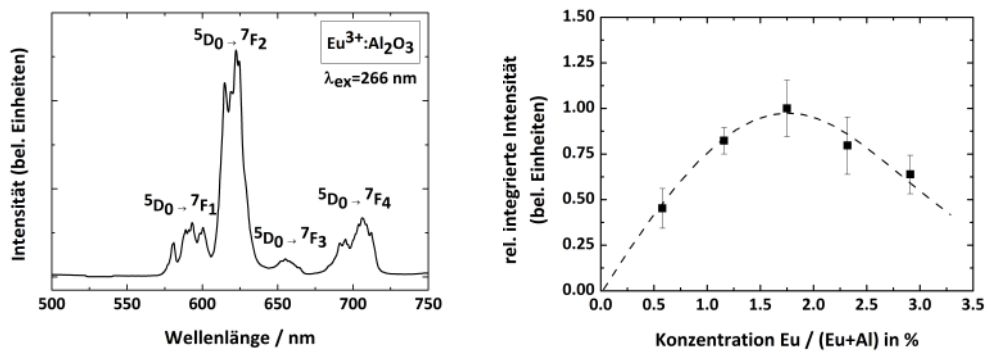 Intensität (bel. Einheiten)
⁵D₀→⁷F₂
Eu³⁺:Al₂O₃
λex=266 nm
⁵D₀→⁷F₁
⁵D₀→⁷F₃
⁵D₀→⁷F₄
500 550 600 650 700 750
Wellenlänge / nm
rel. integrierte Intensität
(bel. Einheiten)
1.50
1.25
1.00
0.75
0.50
0.25
0.00
0.0 0.5 1.0 1.5 2.0 2.5 3.0 3.5
Konzentration Eu / (Eu+Al) in %